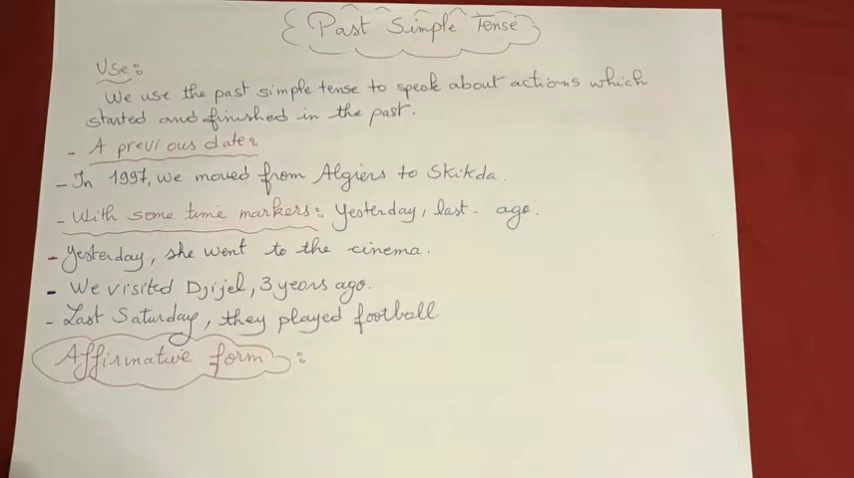 Past Simple Tense
Use:
We use the past simple tense to speak about actions which
started and finished in the past.
- A previous date:
- In 1997, we moved from Algiers to Skikda.
- With some time markers: Yesterday, last - ago.
- Yesterday, she went to the cinema.
- We visited Djijel, 3 years ago.
- Last Saturday, they played football.
Affirmative form: